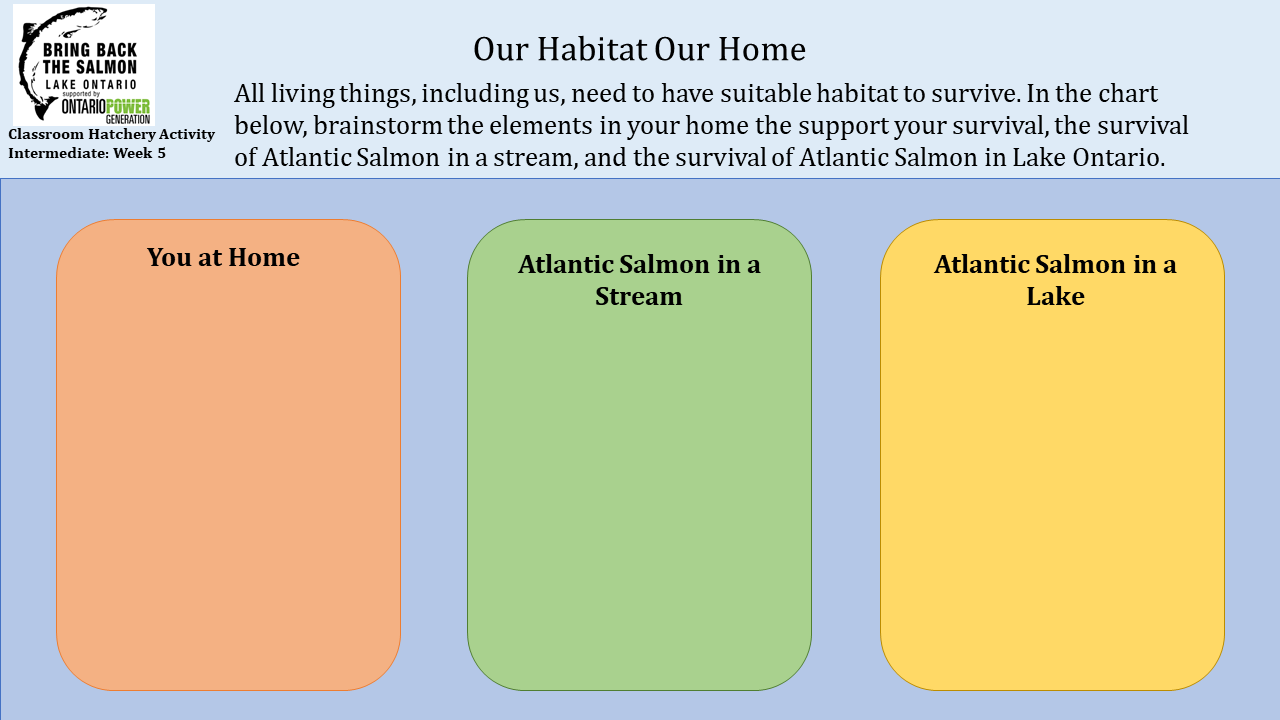 BRING BACK
THE SALMON
LAKE ONTARIO
supported by
ONTARIOPOWER
GENERATION
Classroom Hatchery Activity
Intermediate: Week 5
Our Habitat Our Home
All living things, including us, need to have suitable habitat to survive. In the chart
below, brainstorm the elements in your home the support your survival, the survival
of Atlantic Salmon in a stream, and the survival of Atlantic Salmon in Lake Ontario.
You at Home
Atlantic Salmon in a
Stream
Atlantic Salmon in a
Lake